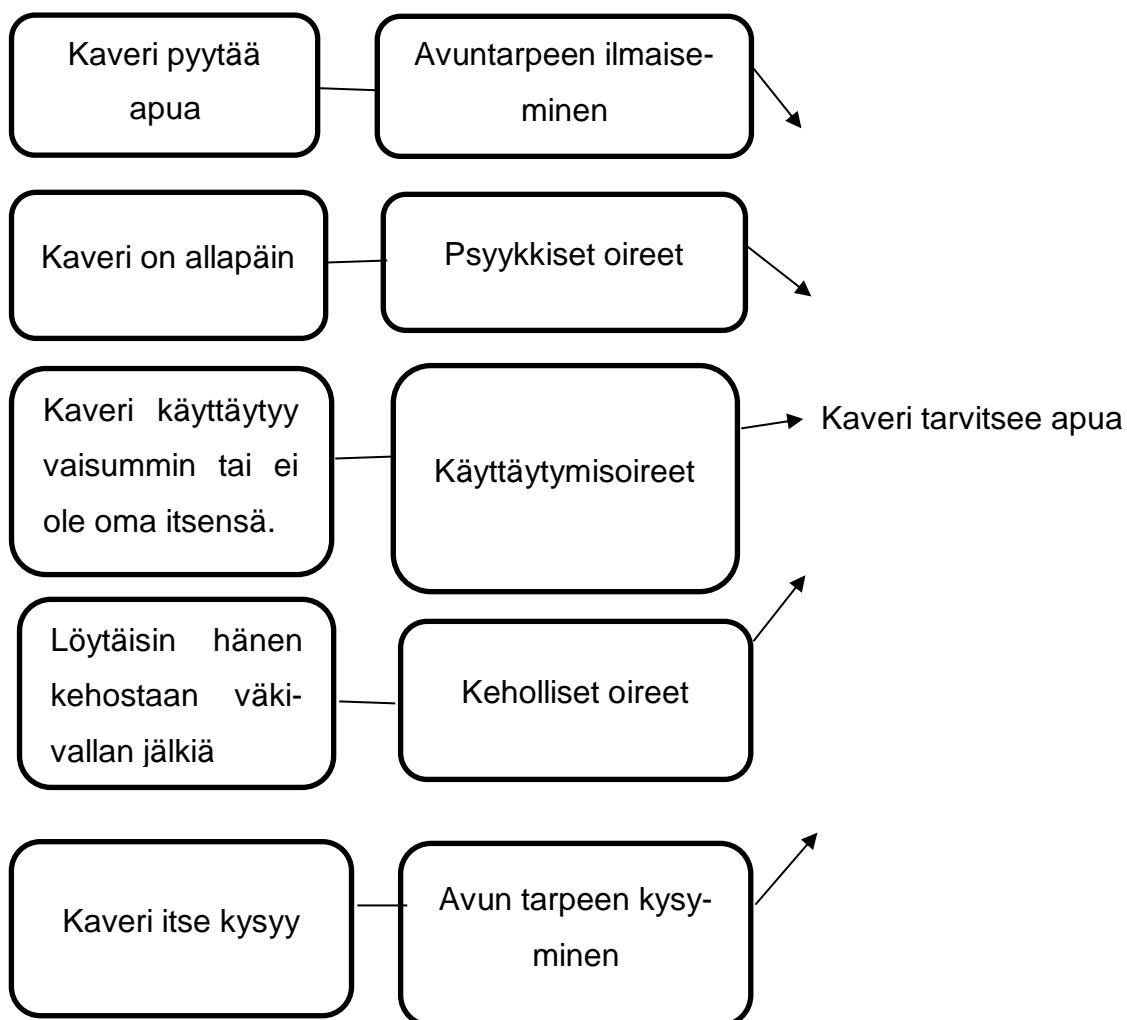 Kaveri pyytää
apua
Avuntarpeen ilmaise-
minen
Kaveri on allapäin
Psyykkiset oireet
Kaveri käyttäytyy
vaisummin tai ei
ole oma itsensä.
Käyttäytymisoireet
Kaveri tarvitsee apua
Löytäisin hänen
kehostaan väki-
vallan jälkiä
Keholliset oireet
Kaveri itse kysyy
Avun tarpeen kysy-
minen